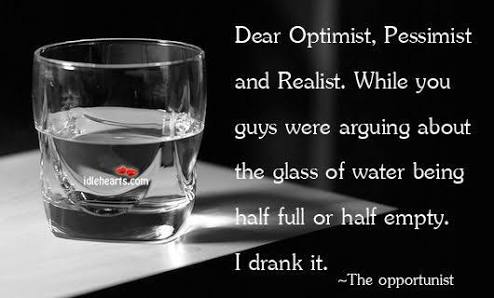 Dear Optimist, Pessimist
and Realist. While you
guys were arguing about
the glass of water being
half full or half empty.
I drank it.
~The opportunist
idlehearts.com